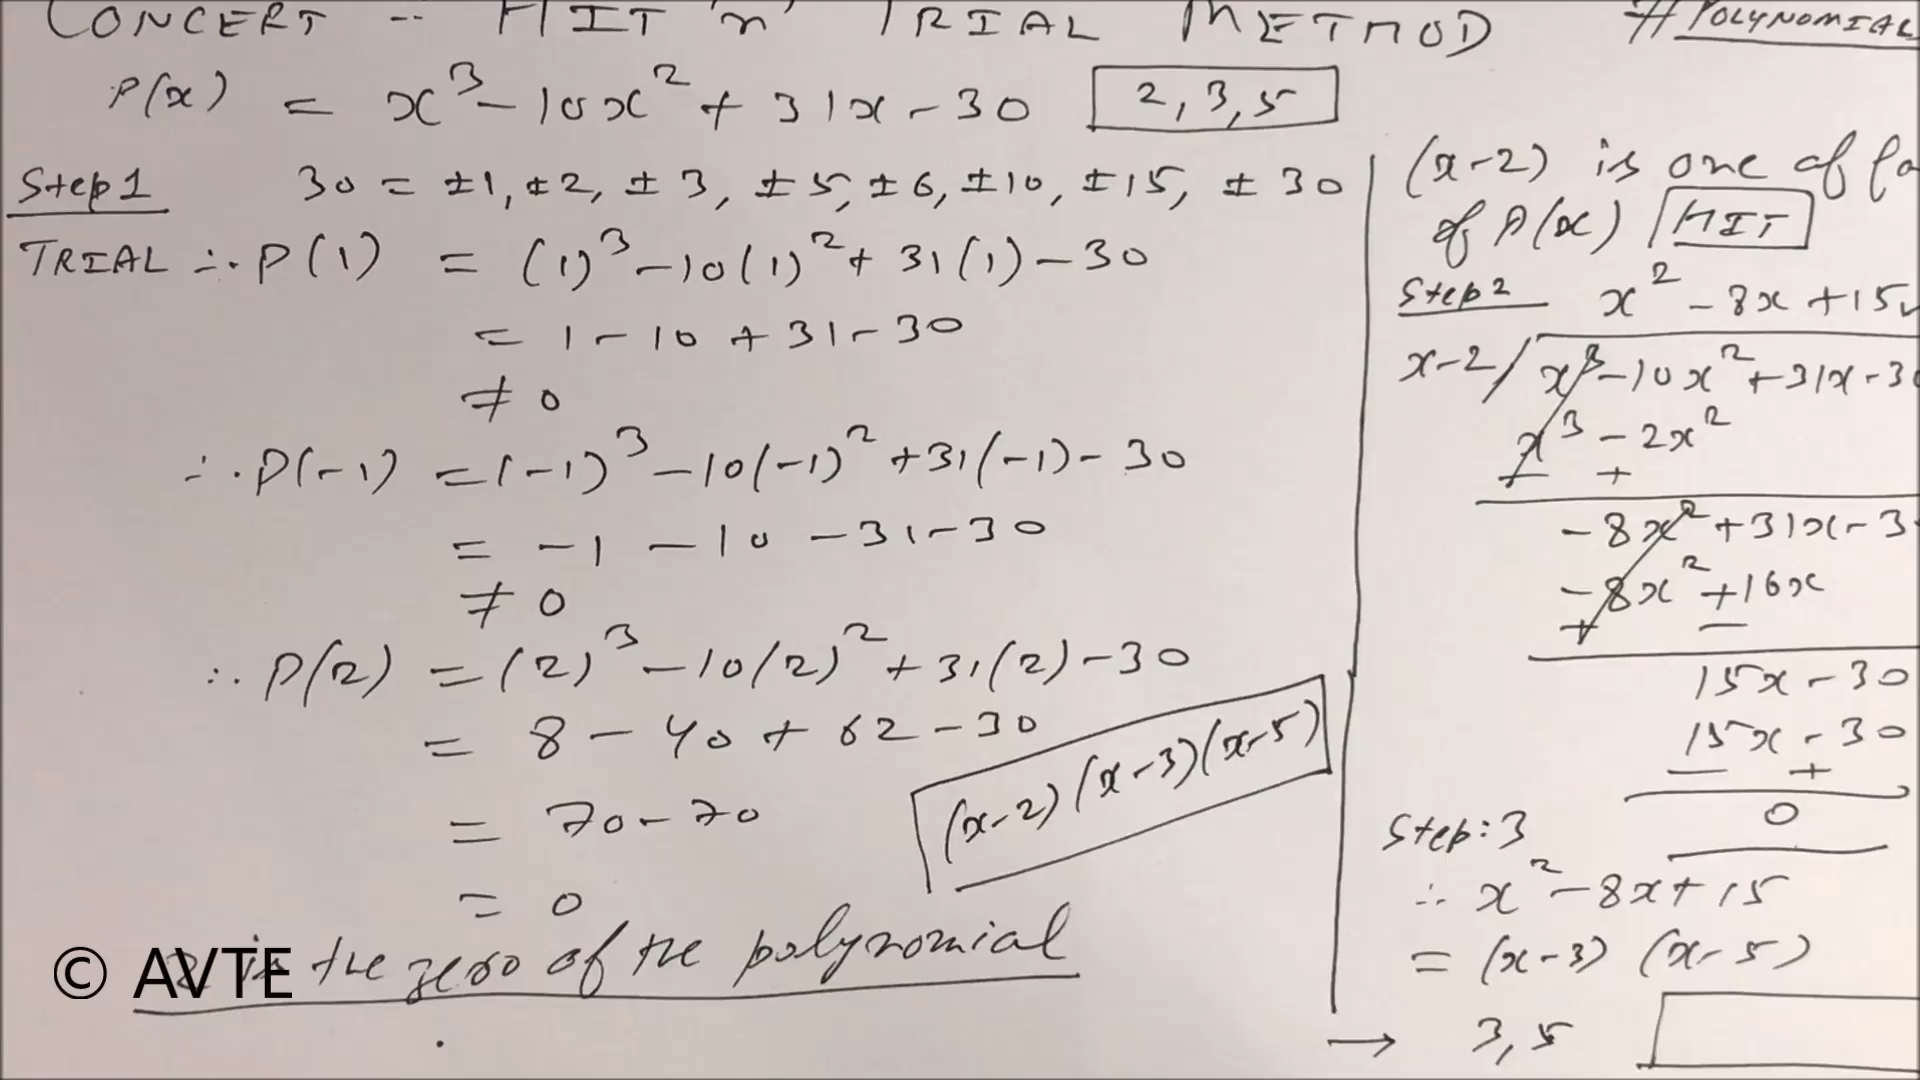 CONCERT -- HIT 'n' TRIAL METHOD
# POLYNOMIAL
P(x) = x³ - 10x² + 31x - 30 2, 3, 5
Step 1 30 = ±1, ±2, ±3, ±5, ±6, ±10, ±15, ±30
TRIAL ∴ P(1) = (1)³ - 10(1)² + 31(1) - 30
= 1 - 10 + 31 - 30
≠ 0
∴ P(-1) = (-1)³ - 10(-1)² + 31(-1) - 30
= -1 - 10 - 31 - 30
≠ 0
∴ P(2) = (2)³ - 10(2)² + 31(2) - 30
= 8 - 40 + 62 - 30
= 70 - 70
= 0
(x-2)(x-3)(x-5)
2 is the zero of the polynomial
© AVTE
(x-2) is one of fa
of P(x) HIT
Step 2 x² - 8x + 15
x-2 / x³ - 10x² + 31x - 30
x³ - 2x²
- +
-8x² + 31x - 3
-8x² + 16x
+ -
15x - 30
15x - 30
- +
0
Step: 3
∴ x² - 8x + 15
= (x-3) (x-5)
→ 3, 5